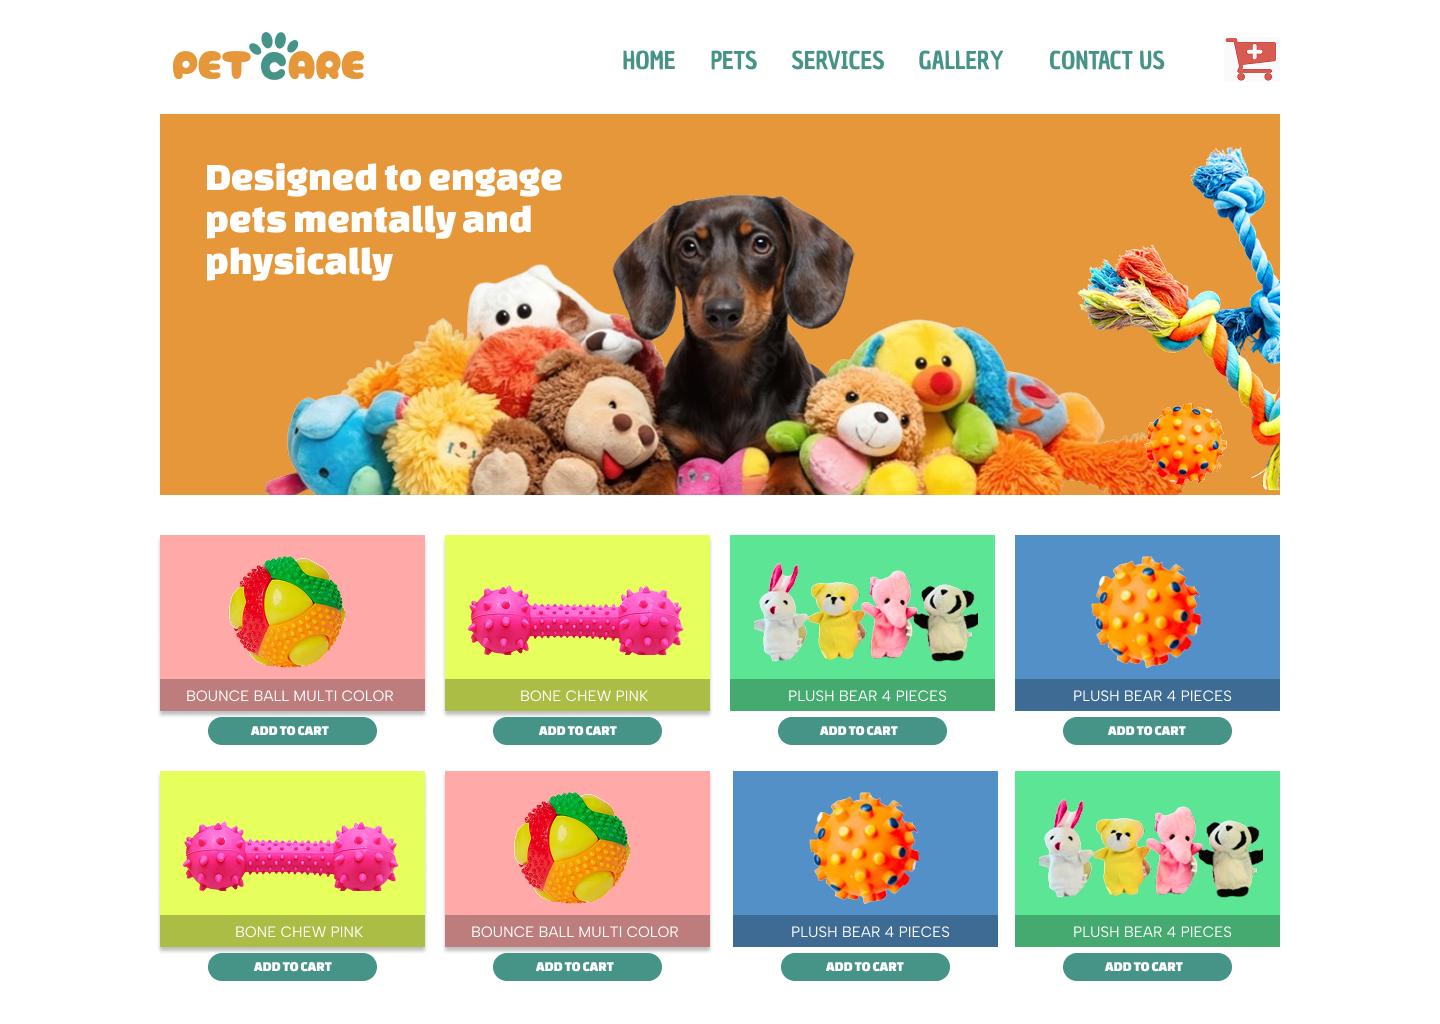 PET CARE
HOME PETS SERVICES GALLERY CONTACT US
Designed to engage
pets mentally and
physically
BOUNCE BALL MULTI COLOR
BONE CHEW PINK
PLUSH BEAR 4 PIECES
PLUSH BEAR 4 PIECES
ADD TO CART
ADD TO CART
ADD TO CART
ADD TO CART
BONE CHEW PINK
BOUNCE BALL MULTI COLOR
PLUSH BEAR 4 PIECES
PLUSH BEAR 4 PIECES
ADD TO CART
ADD TO CART
ADD TO CART
ADD TO CART